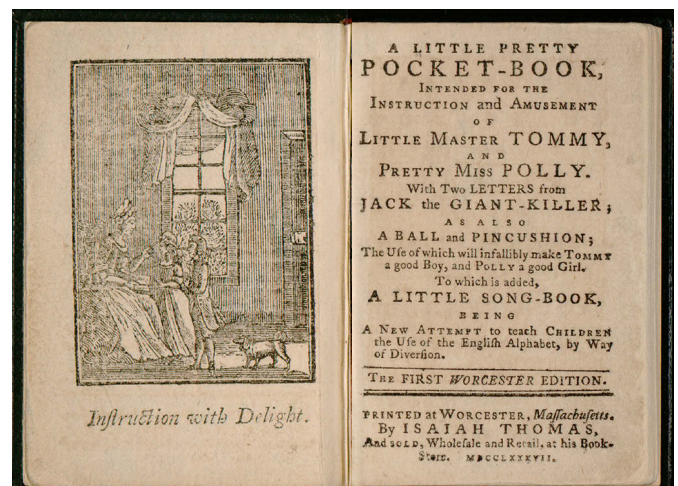 Inſtruction with Delight.
A LITTLE PRETTY
POCKET-BOOK,
INTENDED FOR THE
INSTRUCTION and AMUSEMENT
OF
LITTLE MASTER TOMMY,
AND
PRETTY MISS POLLY.
With Two LETTERS from
JACK the GIANT-KILLER;
AS ALSO
A BALL and PINCUSHION;
The Uſe of which will infallibly make TOMMY
a good Boy, and POLLY a good Girl.
To which is added,
A LITTLE SONG-BOOK,
BEING
A NEW ATTEMPT to teach CHILDREN
the Uſe of the Engliſh Alphabet, by Way
of Diverſion.
THE FIRST WORCESTER EDITION.
PRINTED at WORCESTER, Maſſachuſetts.
By ISAIAH THOMAS,
And SOLD, Wholeſale and Retail, at his Book-
Store. MDCCLXXXVII.